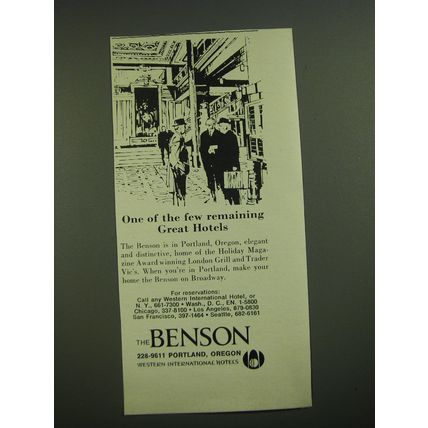 One of the few remaining
Great Hotels
The Benson is in Portland, Oregon, elegant
and distinctive, home of the Holiday Maga-
zine Award winning London Grill and Trader
Vic's. When you're in Portland, make your
home the Benson on Broadway.
For reservations:
Call any Western International Hotel, or
N. Y., 661-7300 • Wash., D. C., EN. 1-5800
Chicago, 337-8100 • Los Angeles, 879-0830
San Francisco, 397-1464 • Seattle, 682-6161
THE BENSON
228-9611 PORTLAND, OREGON
WESTERN INTERNATIONAL HOTELS